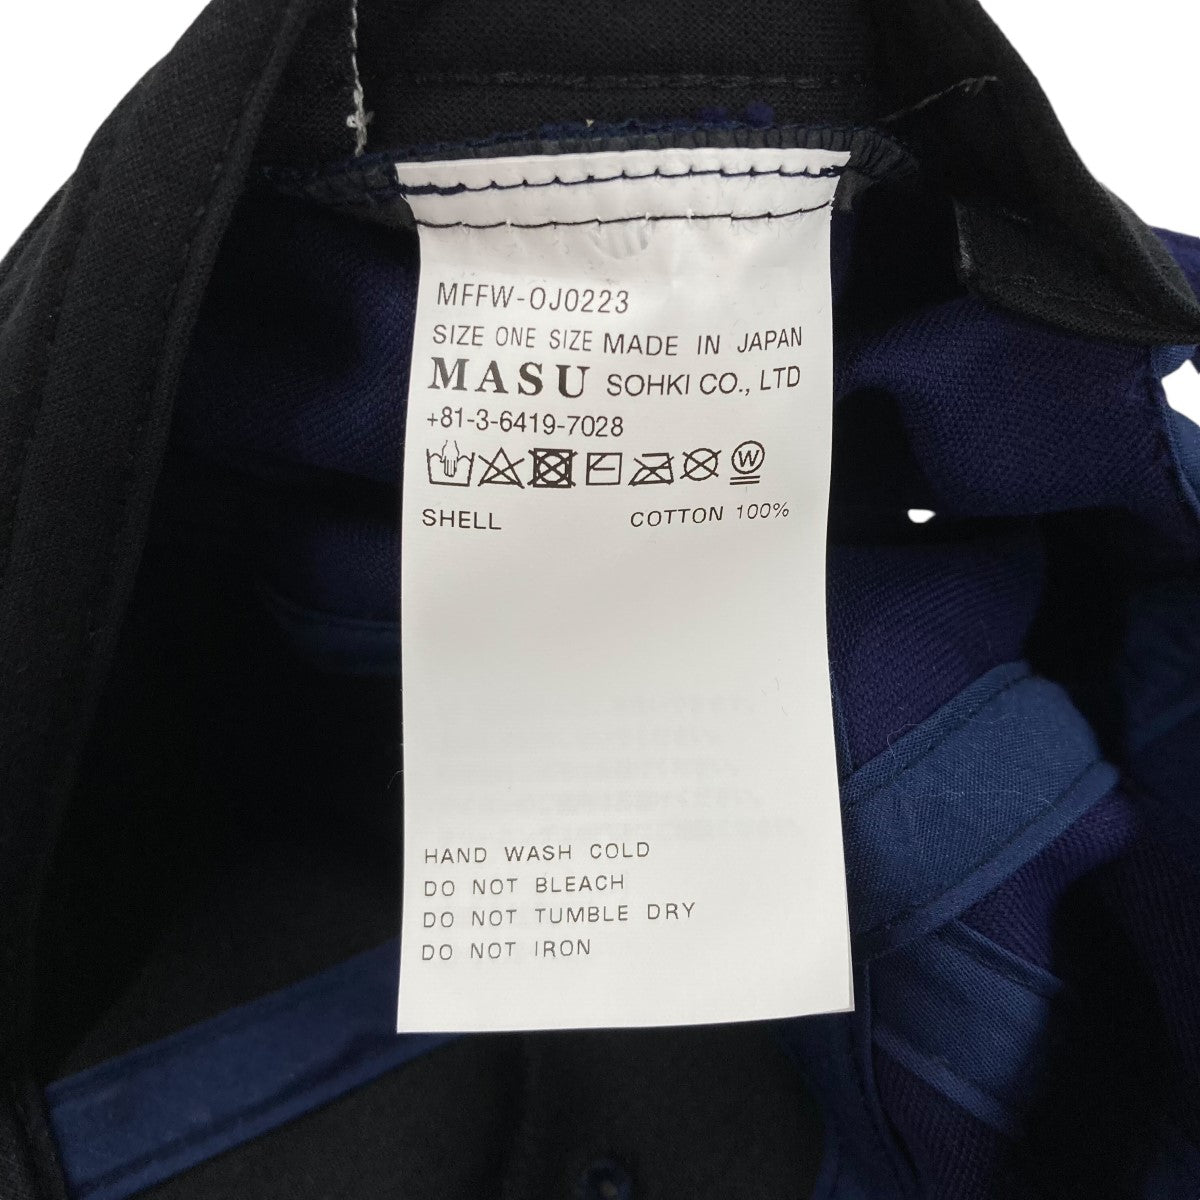 MFFW-OJ0223
SIZE ONE SIZE MADE IN JAPAN
MASU SOHKI CO., LTD
+81-3-6419-7028
W
SHELL COTTON 100%
HAND WASH COLD
DO NOT BLEACH
DO NOT TUMBLE DRY
DO NOT IRON